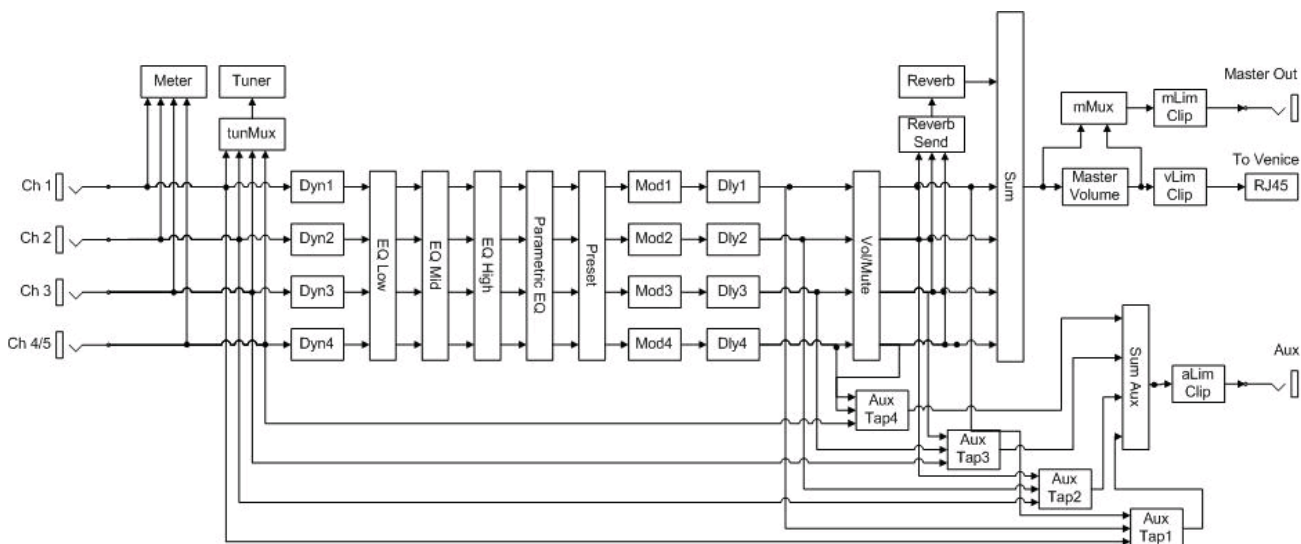 Master Out
Meter
Tuner
Reverb
mMux
mLim
Clip
tunMux
Reverb
Send
To Venice
Ch 1
Dyn1
Mod1
Dly1
Master
Volume
vLim
Clip
RJ45
Ch 2
Dyn2
EQ Low
EQ Mid
EQ High
Parametric EQ
Preset
Mod2
Dly2
Vol/Mute
Sum
Ch 3
Dyn3
Mod3
Dly3
Ch 4/5
Dyn4
Mod4
Dly4
Sum Aux
Aux
aLim
Clip
Aux
Tap4
Aux
Tap3
Aux
Tap2
Aux
Tap1